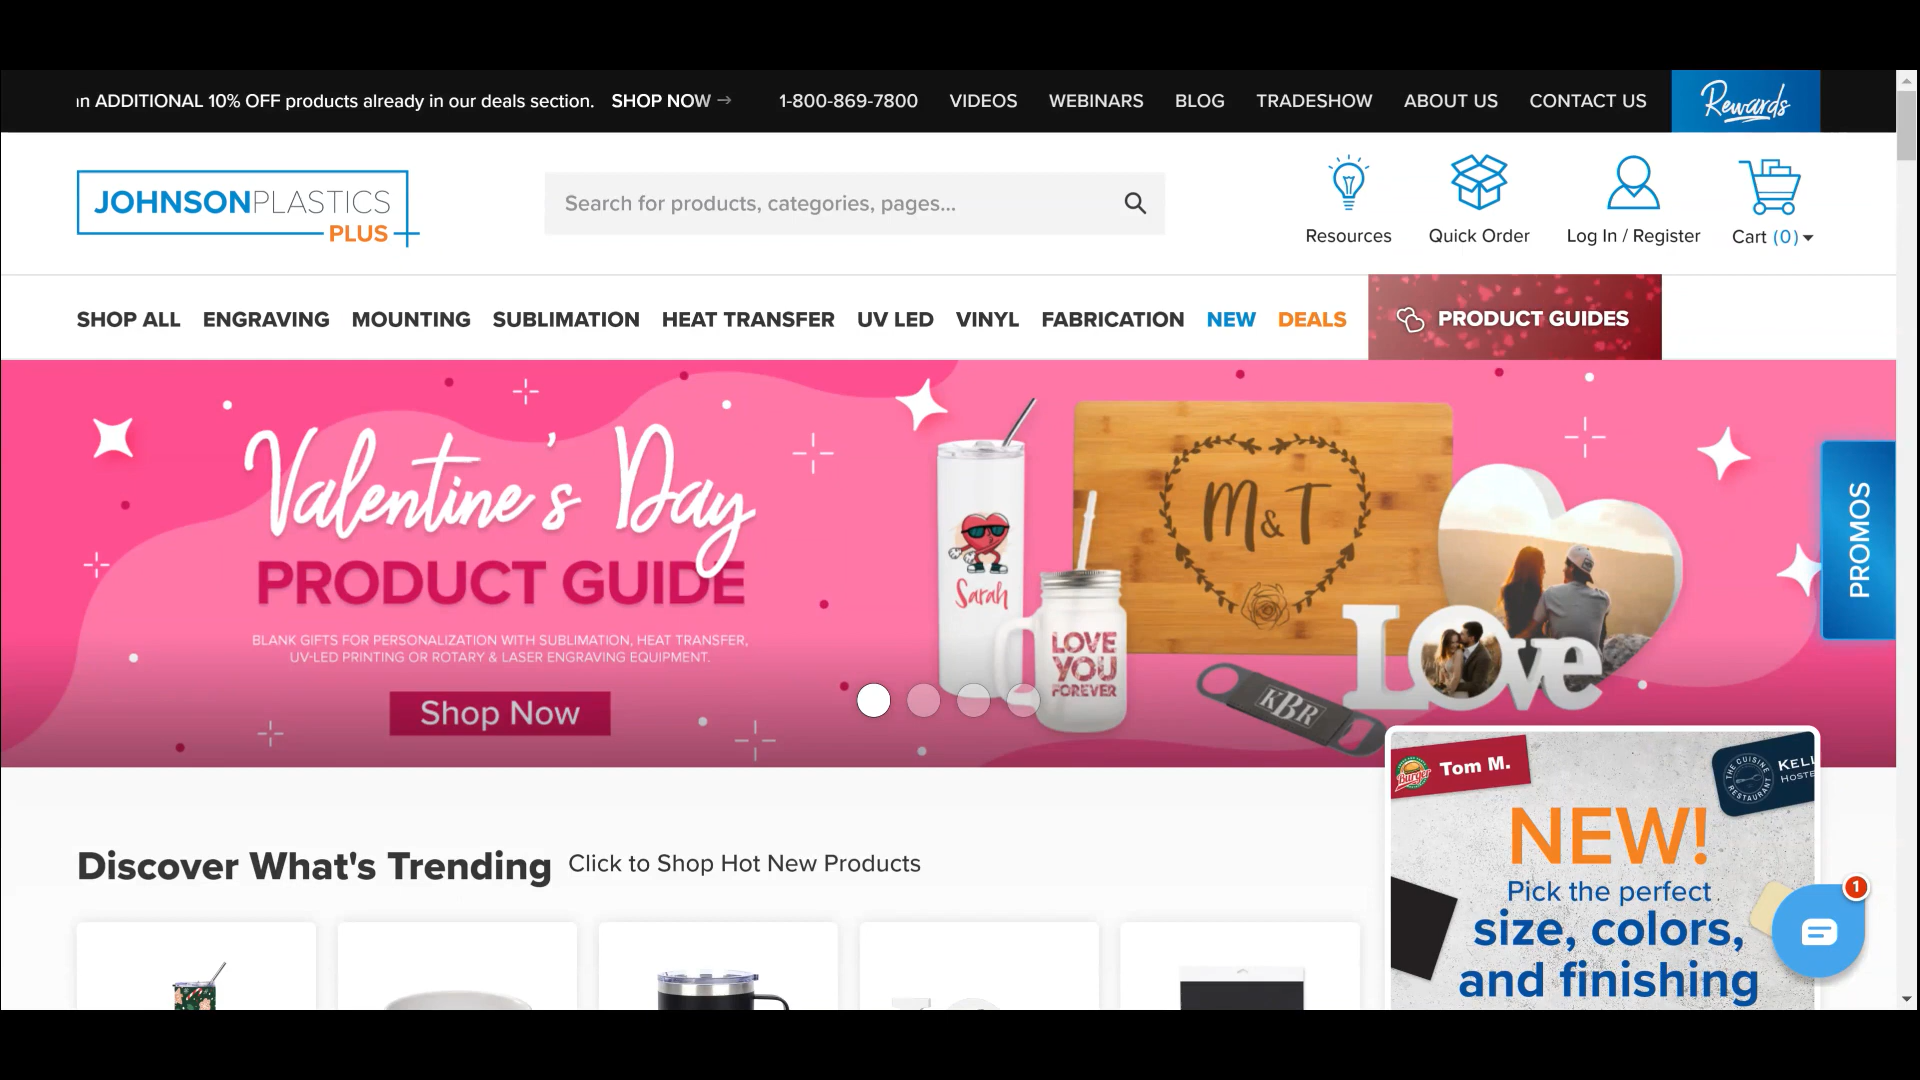 ADDITIONAL 10% OFF products already in our deals section. SHOP NOW → 1-800-869-7800 VIDEOS WEBINARS BLOG TRADESHOW ABOUT US CONTACT US Rewards
JOHNSONPLASTICS
PLUS
Search for products, categories, pages...
Resources Quick Order Log In / Register Cart (0)
SHOP ALL ENGRAVING MOUNTING SUBLIMATION HEAT TRANSFER UV LED VINYL FABRICATION NEW DEALS PRODUCT GUIDES
Valentine's Day
PRODUCT GUIDE
BLANK GIFTS FOR PERSONALIZATION WITH SUBLIMATION, HEAT TRANSFER,
UV-LED PRINTING OR ROTARY & LASER ENGRAVING EQUIPMENT.
Shop Now
Sarah
LOVE
YOU
FOREVER
M & T
KBR
Love
PROMOS
Discover What's Trending Click to Shop Hot New Products
Burger
Tom M.
THE CUISINE
RESTAURANT
NEW!
Pick the perfect
size, colors,
and finishing
1